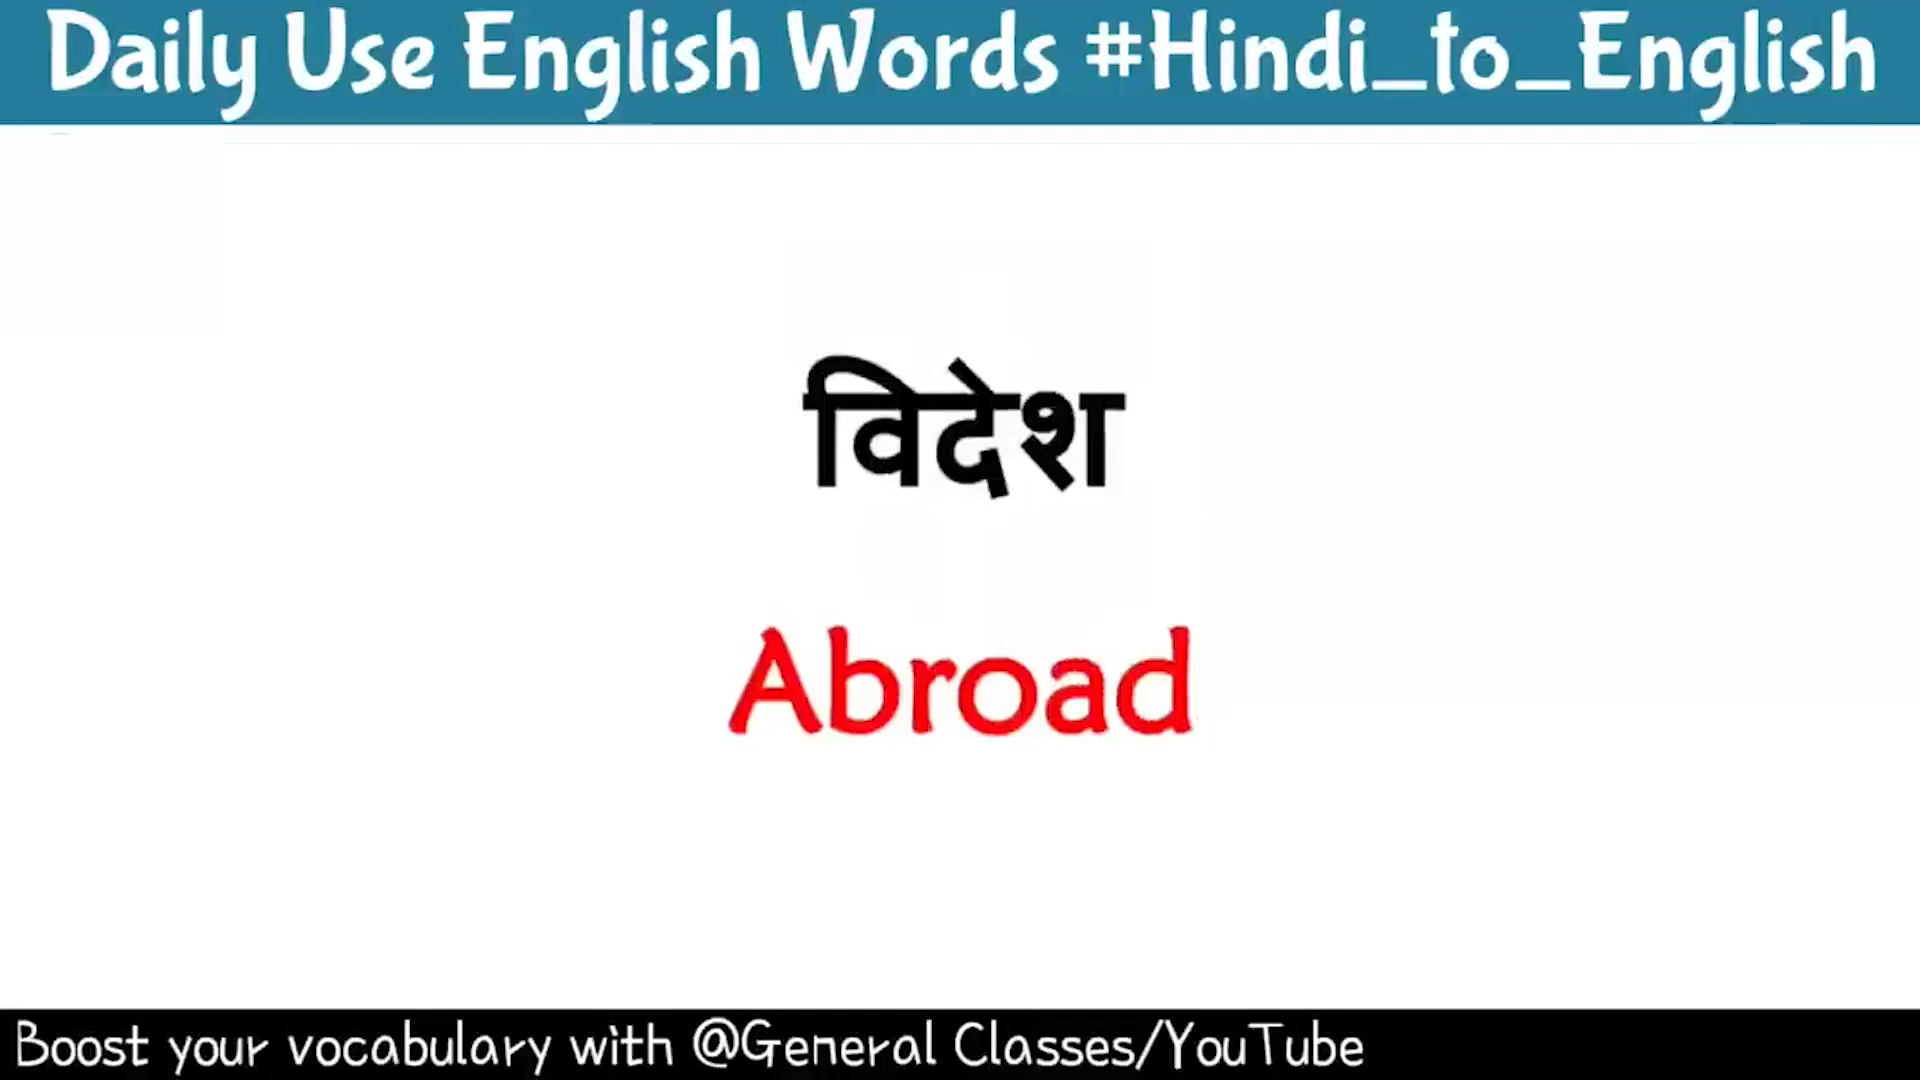 Daily Use English Words #Hindi_to_English
विदेश
Abroad
Boost your vocabulary with @General Classes/YouTube